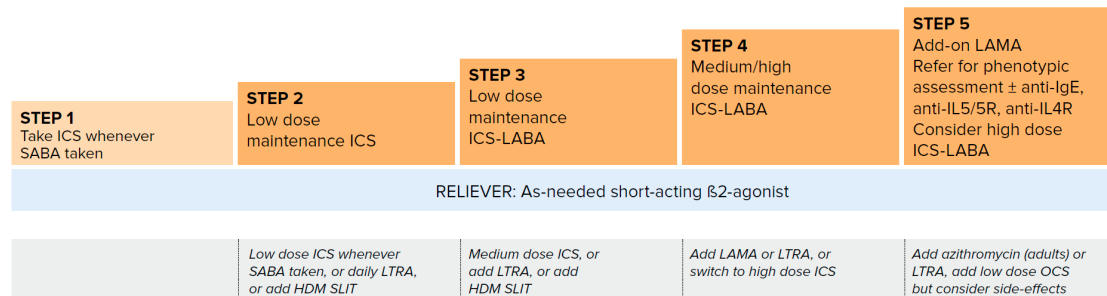 STEP 1
Take ICS whenever
SABA taken
STEP 2
Low dose
maintenance ICS
STEP 3
Low dose
maintenance
ICS-LABA
STEP 4
Medium/high
dose maintenance
ICS-LABA
STEP 5
Add-on LAMA
Refer for phenotypic
assessment ± anti-IgE,
anti-IL5/5R, anti-IL4R
Consider high dose
ICS-LABA
RELIEVER: As-needed short-acting ß2-agonist
Low dose ICS whenever
SABA taken, or daily LTRA,
or add HDM SLIT
Medium dose ICS, or
add LTRA, or add
HDM SLIT
Add LAMA or LTRA, or
switch to high dose ICS
Add azithromycin (adults) or
LTRA, add low dose OCS
but consider side-effects